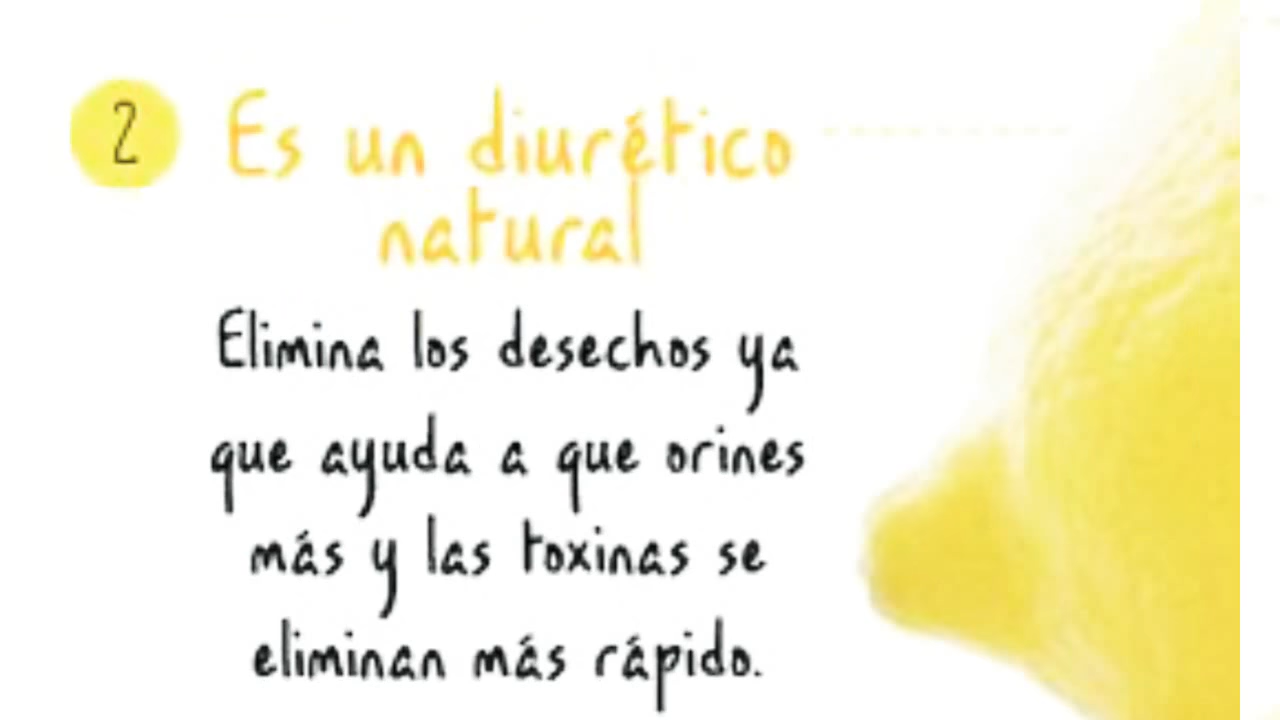 2 Es un diurético
natural
Elimina los desechos ya
que ayuda a que orines
más y las toxinas se
eliminan más rápido.